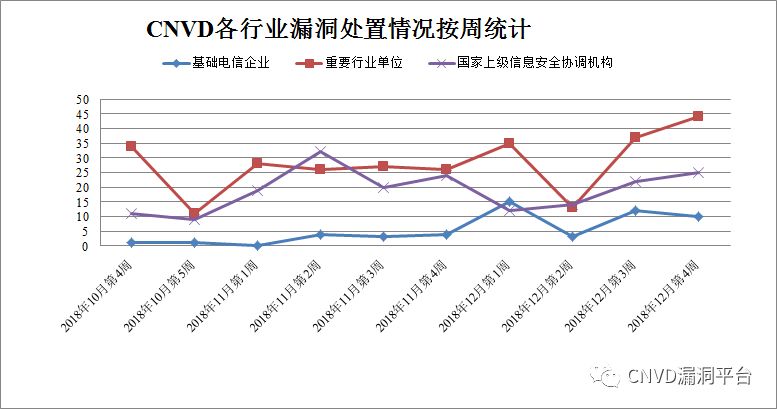 CNVD各行业漏洞处置情况按周统计
基础电信企业 重要行业单位 国家上级信息安全协调机构
50
45
40
35
30
25
20
15
10
5
0
2018年10月第4周
2018年10月第5周
2018年11月第1周
2018年11月第2周
2018年11月第3周
2018年11月第4周
2018年12月第1周
2018年12月第2周
2018年12月第3周
2018年12月第4周
CNVD漏洞平台